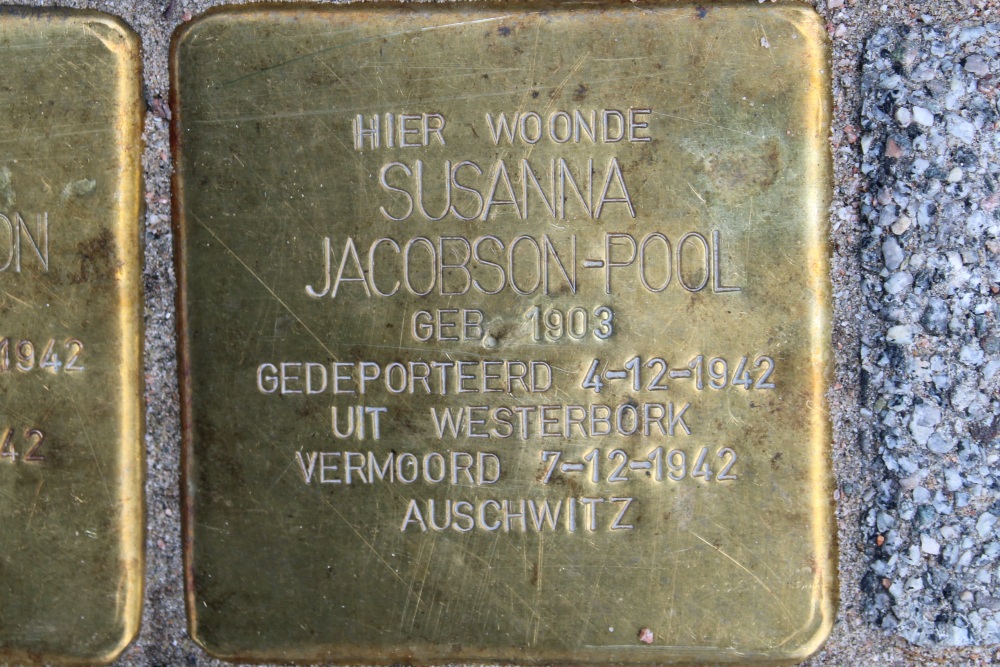 HIER WOONDE
SUSANNA
JACOBSON-POOL
GEB. 1903
GEDEPORTEERD 4-12-1942
UIT WESTERBORK
VERMOORD 7-12-1942
AUSCHWITZ